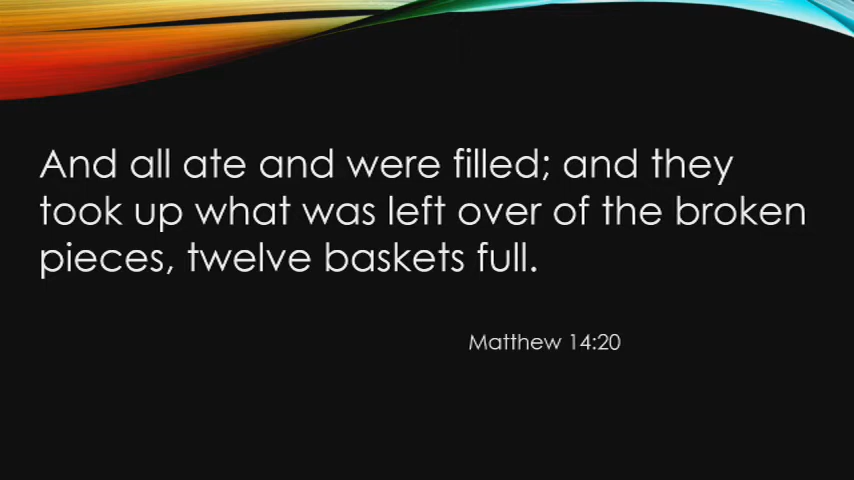 And all ate and were filled; and they
took up what was left over of the broken
pieces, twelve baskets full.
Matthew 14:20